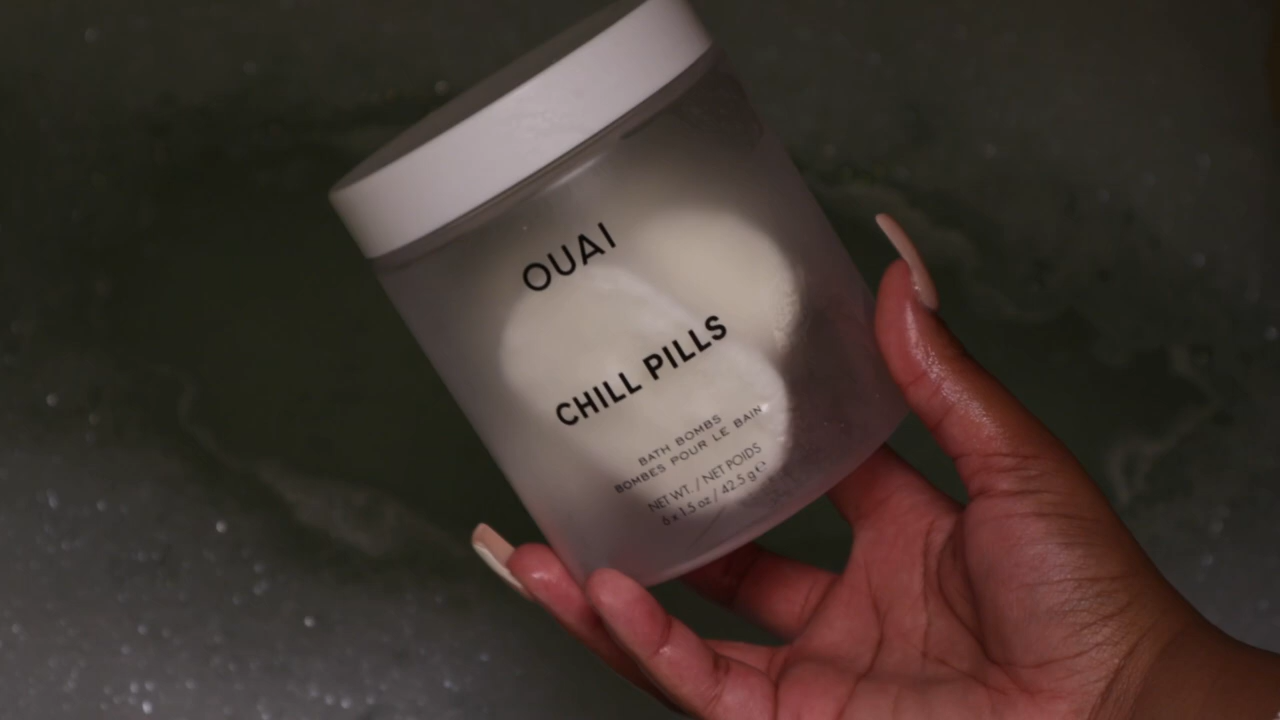 OUAI
CHILL PILLS
BATH BOMBS
BOMBES POUR LE BAIN
NET WT. / NET POIDS
6 x 1.5 oz / 42.5 g ℮